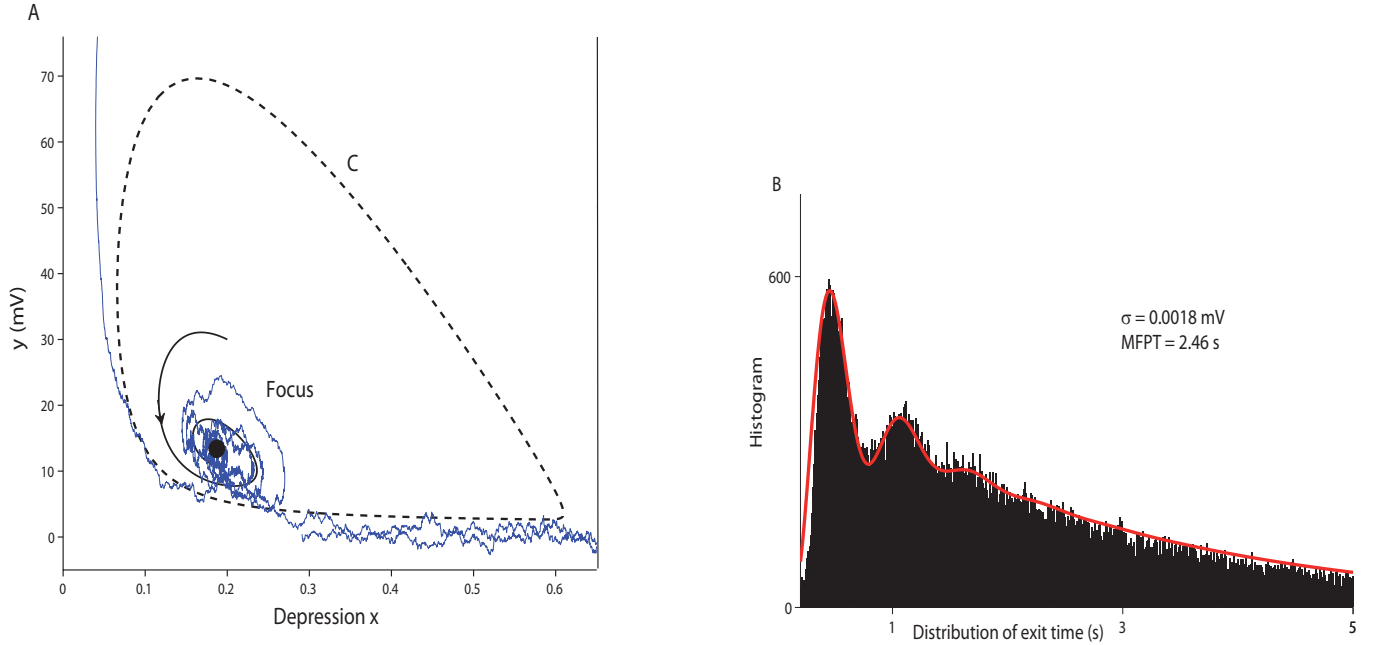 A
70
60
50
40
30
20
10
0
y (mV)
C
Focus
0
0.1
0.2
0.3
0.4
0.5
0.6
Depression x
B
600
0
Histogram
σ = 0.0018 mV
MFPT = 2.46 s
1
3
5
Distribution of exit time (s)